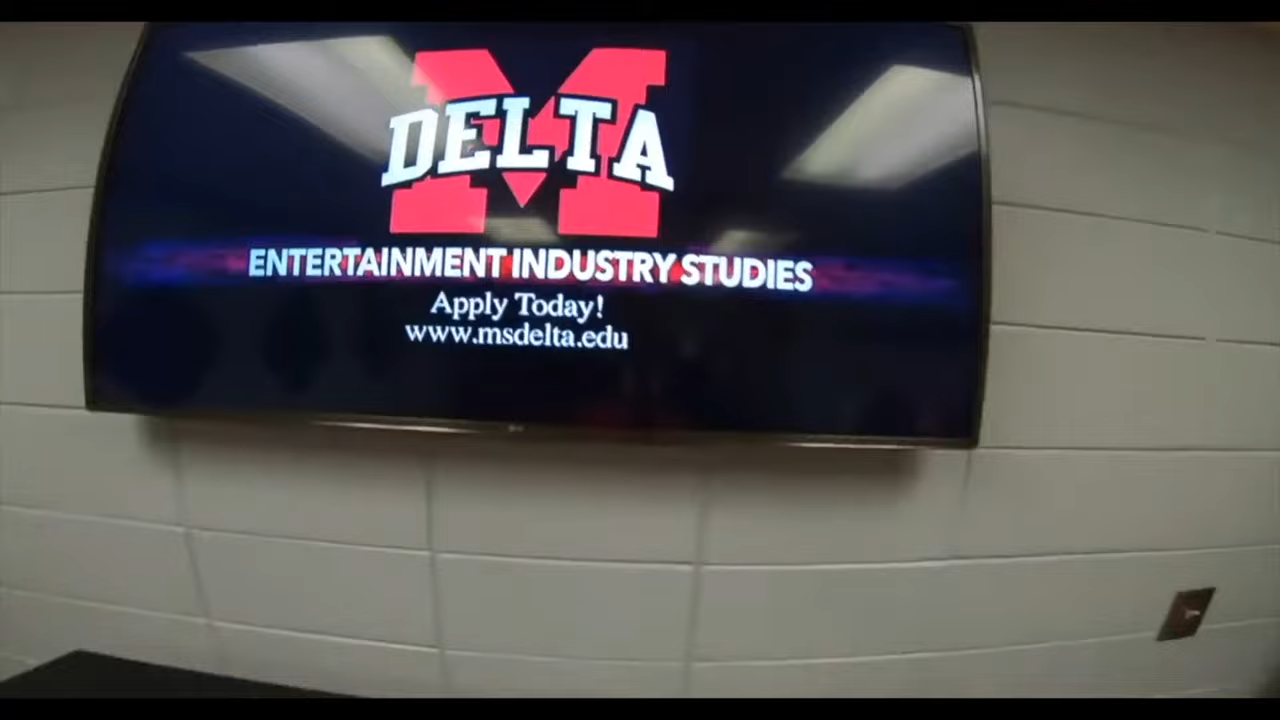 M
DELTA
ENTERTAINMENT INDUSTRY STUDIES
Apply Today!
www.msdelta.edu